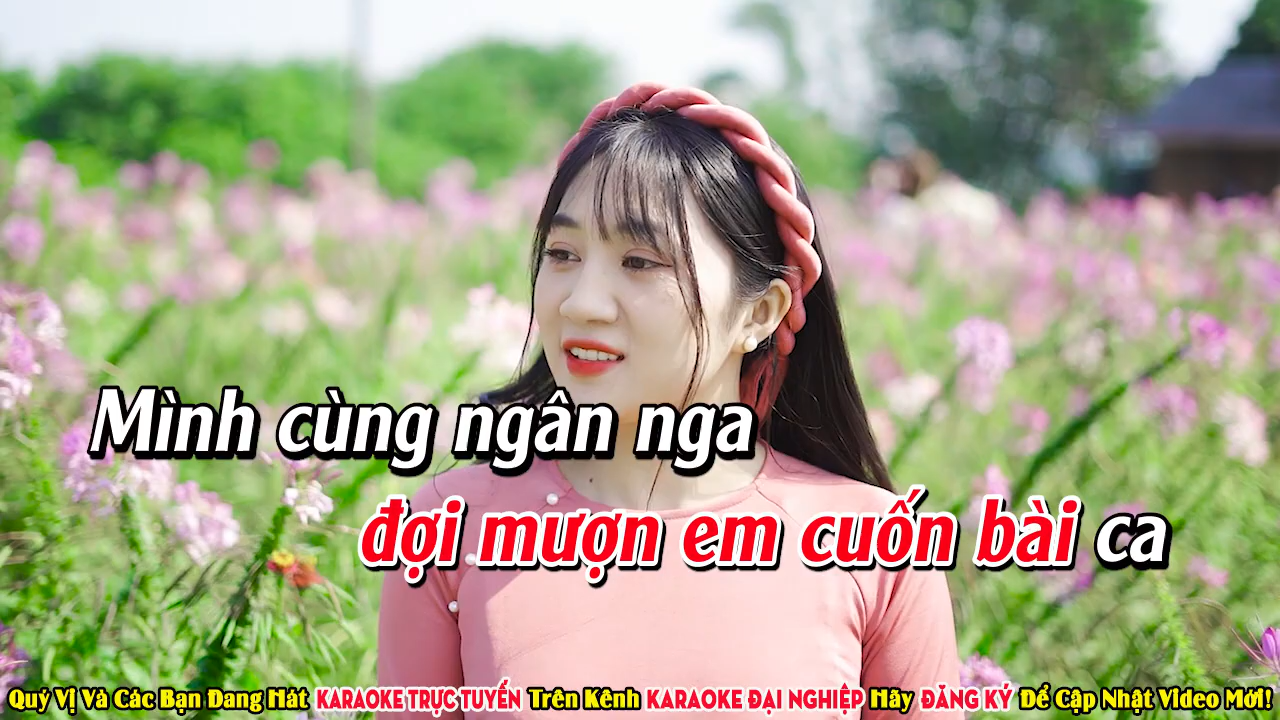 Mình cùng ngân nga
đợi mượn em cuốn bài ca
Quý Vị Và Các Bạn Đang Hát KARAOKE TRỰC TUYẾN Trên Kênh KARAOKE ĐẠI NGHIỆP Hãy ĐĂNG KÝ Để Cập Nhật Video Mới!